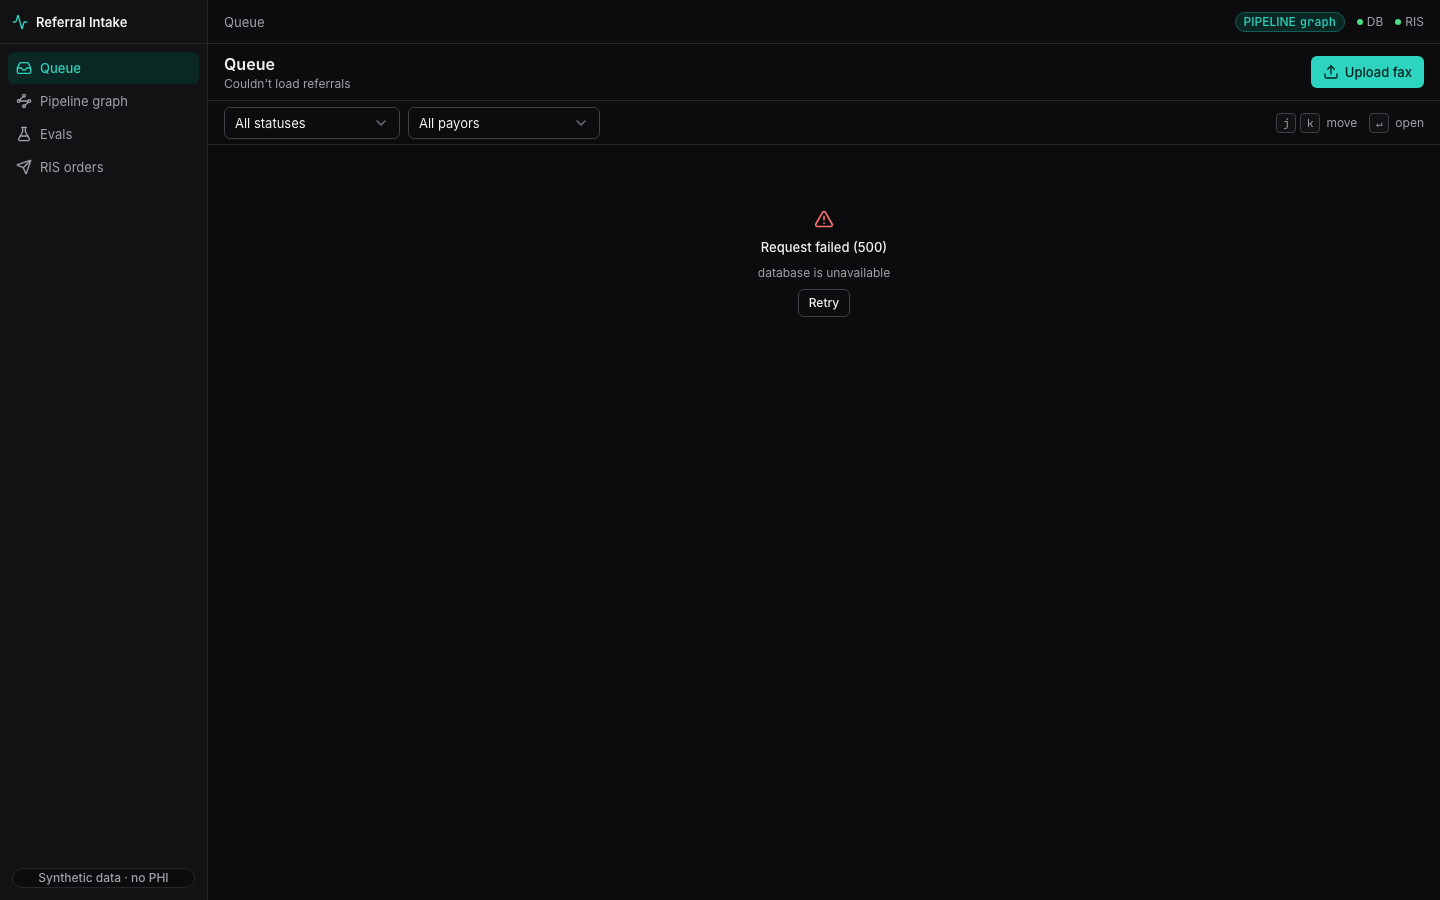 Referral Intake
Queue
Pipeline graph
Evals
RIS orders
Synthetic data · no PHI
Queue
PIPELINE graph
DB
RIS
Queue
Couldn't load referrals
Upload fax
All statuses
All payors
j k move ↵ open
Request failed (500)
database is unavailable
Retry